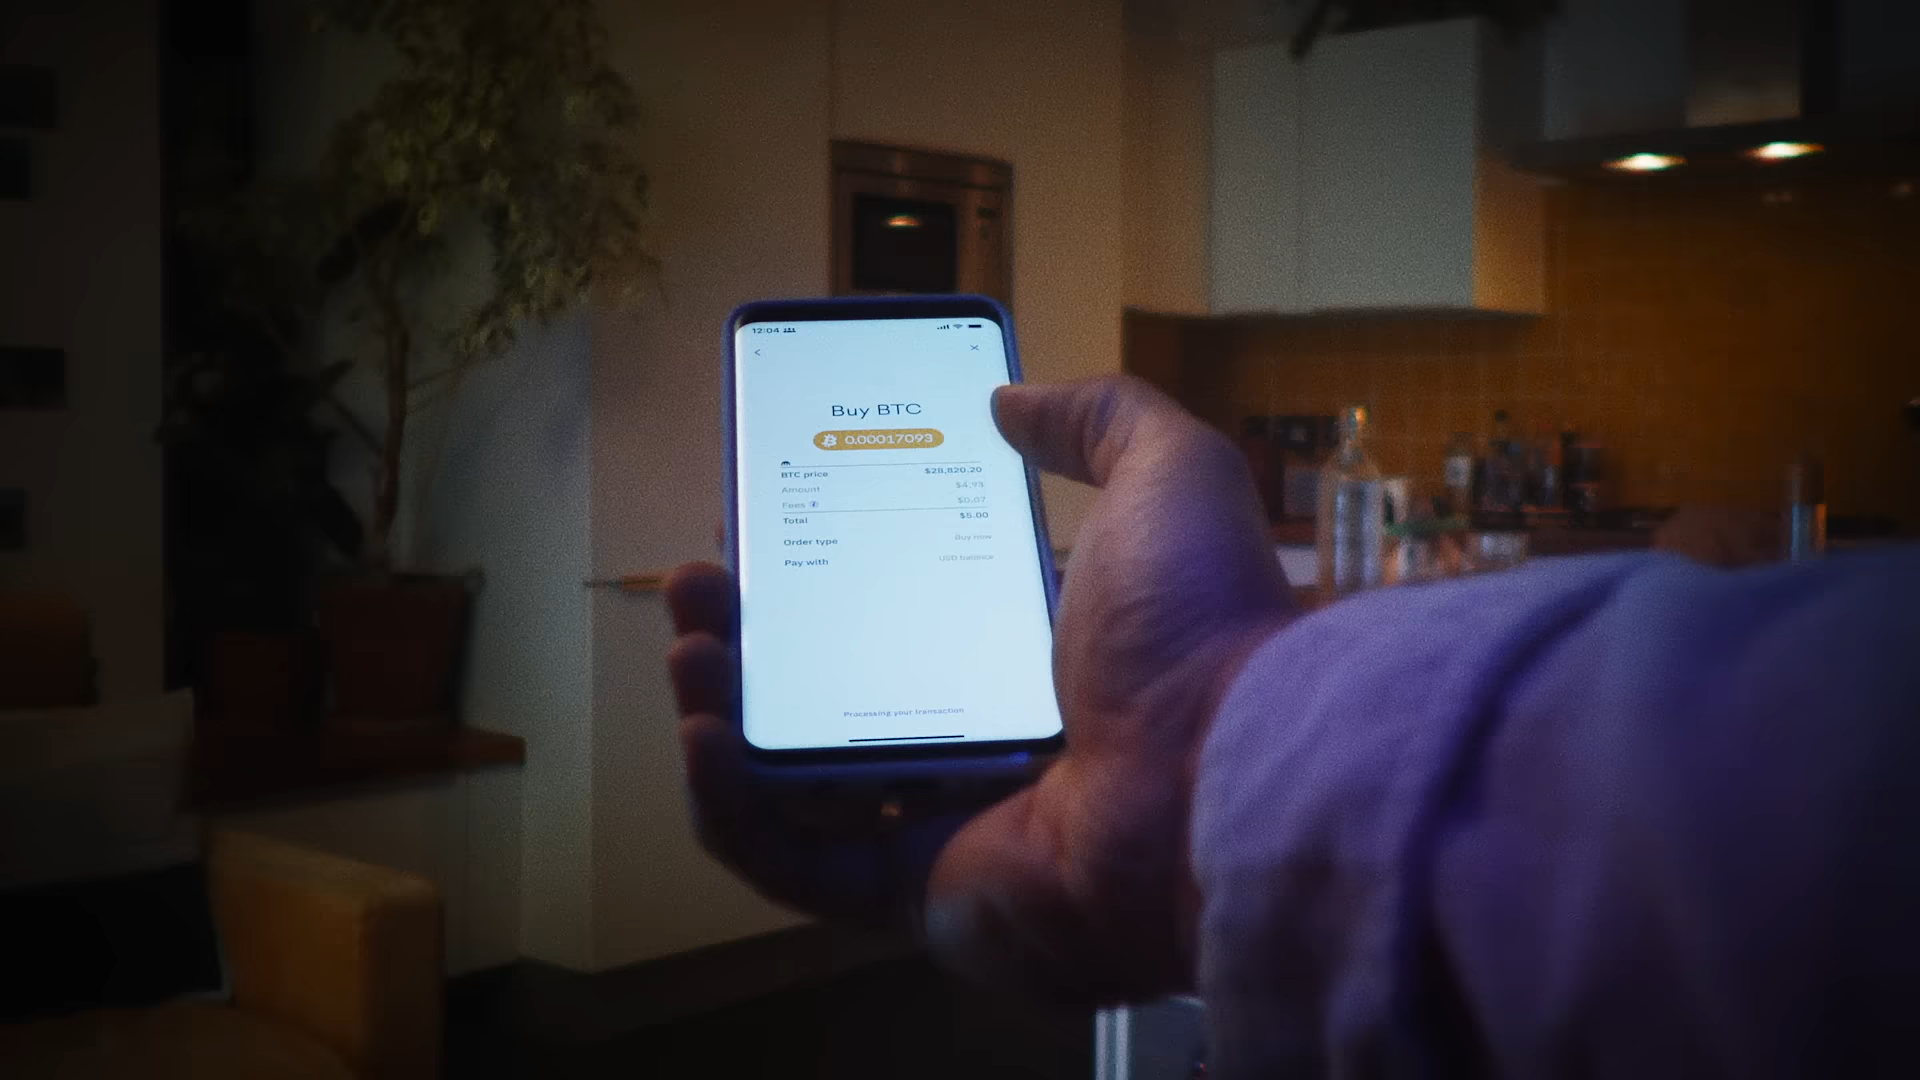 12:04
Buy BTC
0.00017093
BTC price $28,820.20
Amount $4.93
Fees $0.07
Total $5.00
Order type Buy now
Pay with USD balance
Processing your transaction